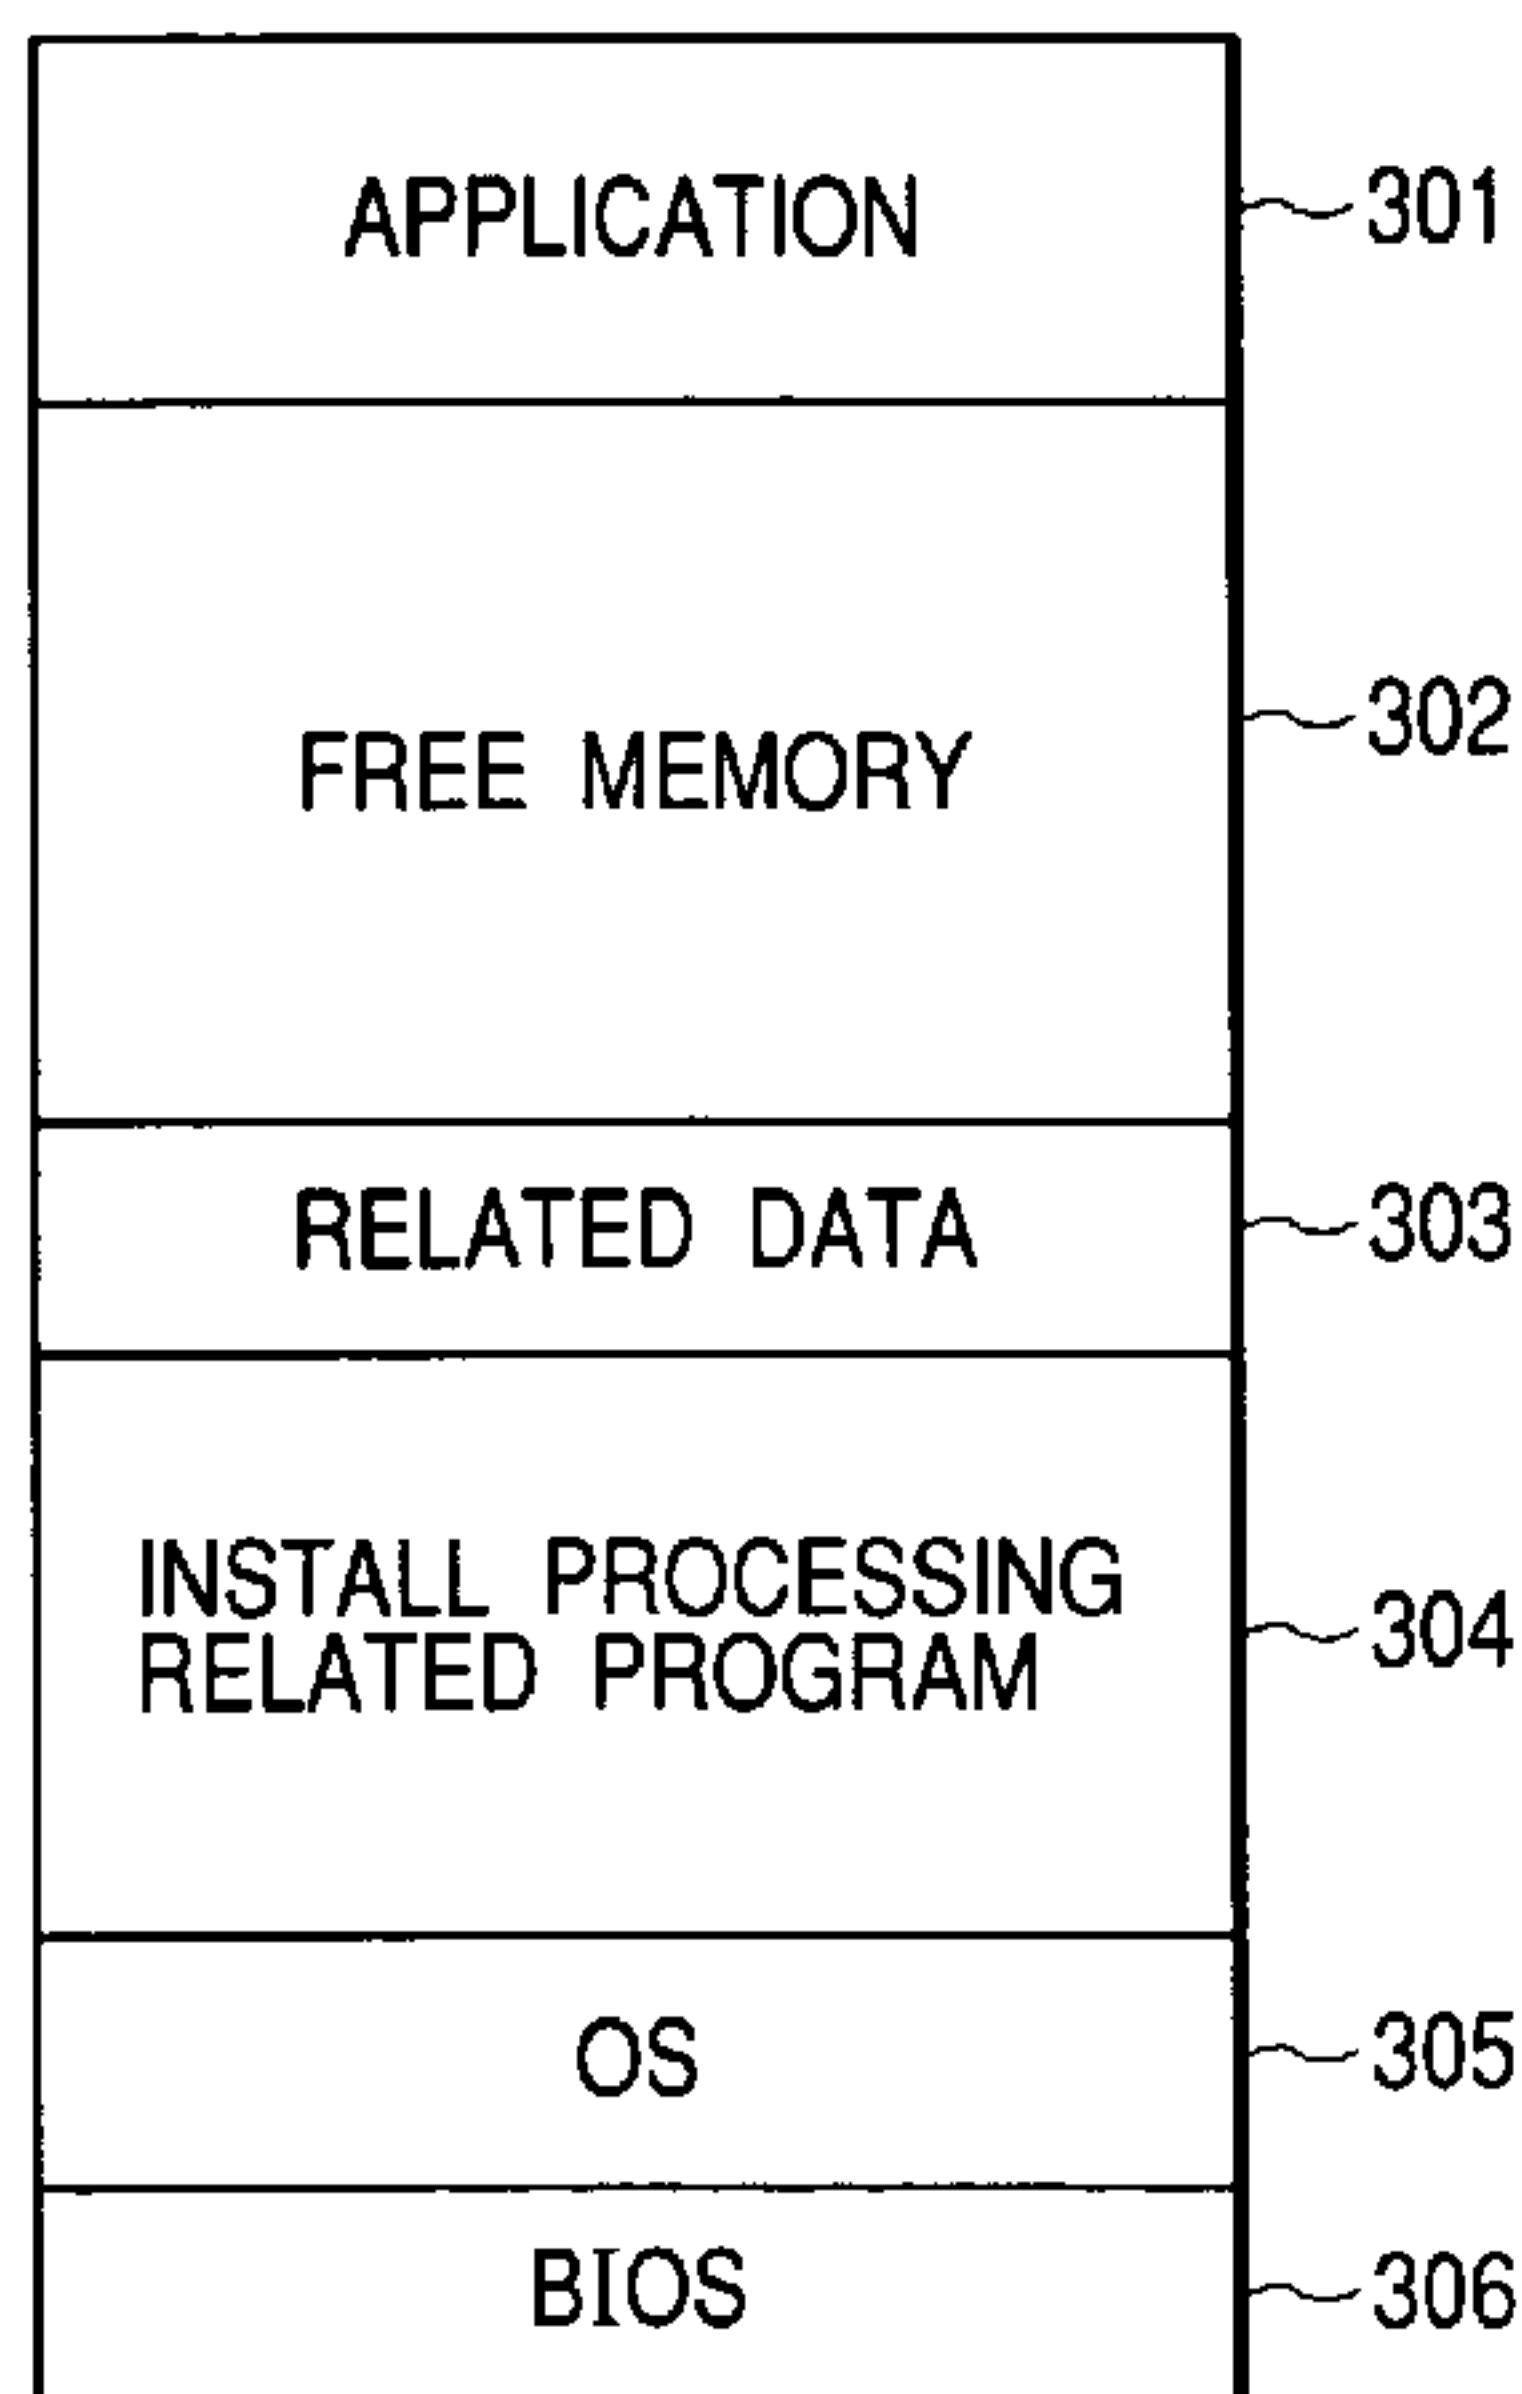 APPLICATION
301
FREE MEMORY
302
RELATED DATA
303
INSTALL PROCESSING
RELATED PROGRAM
304
OS
305
BIOS
306